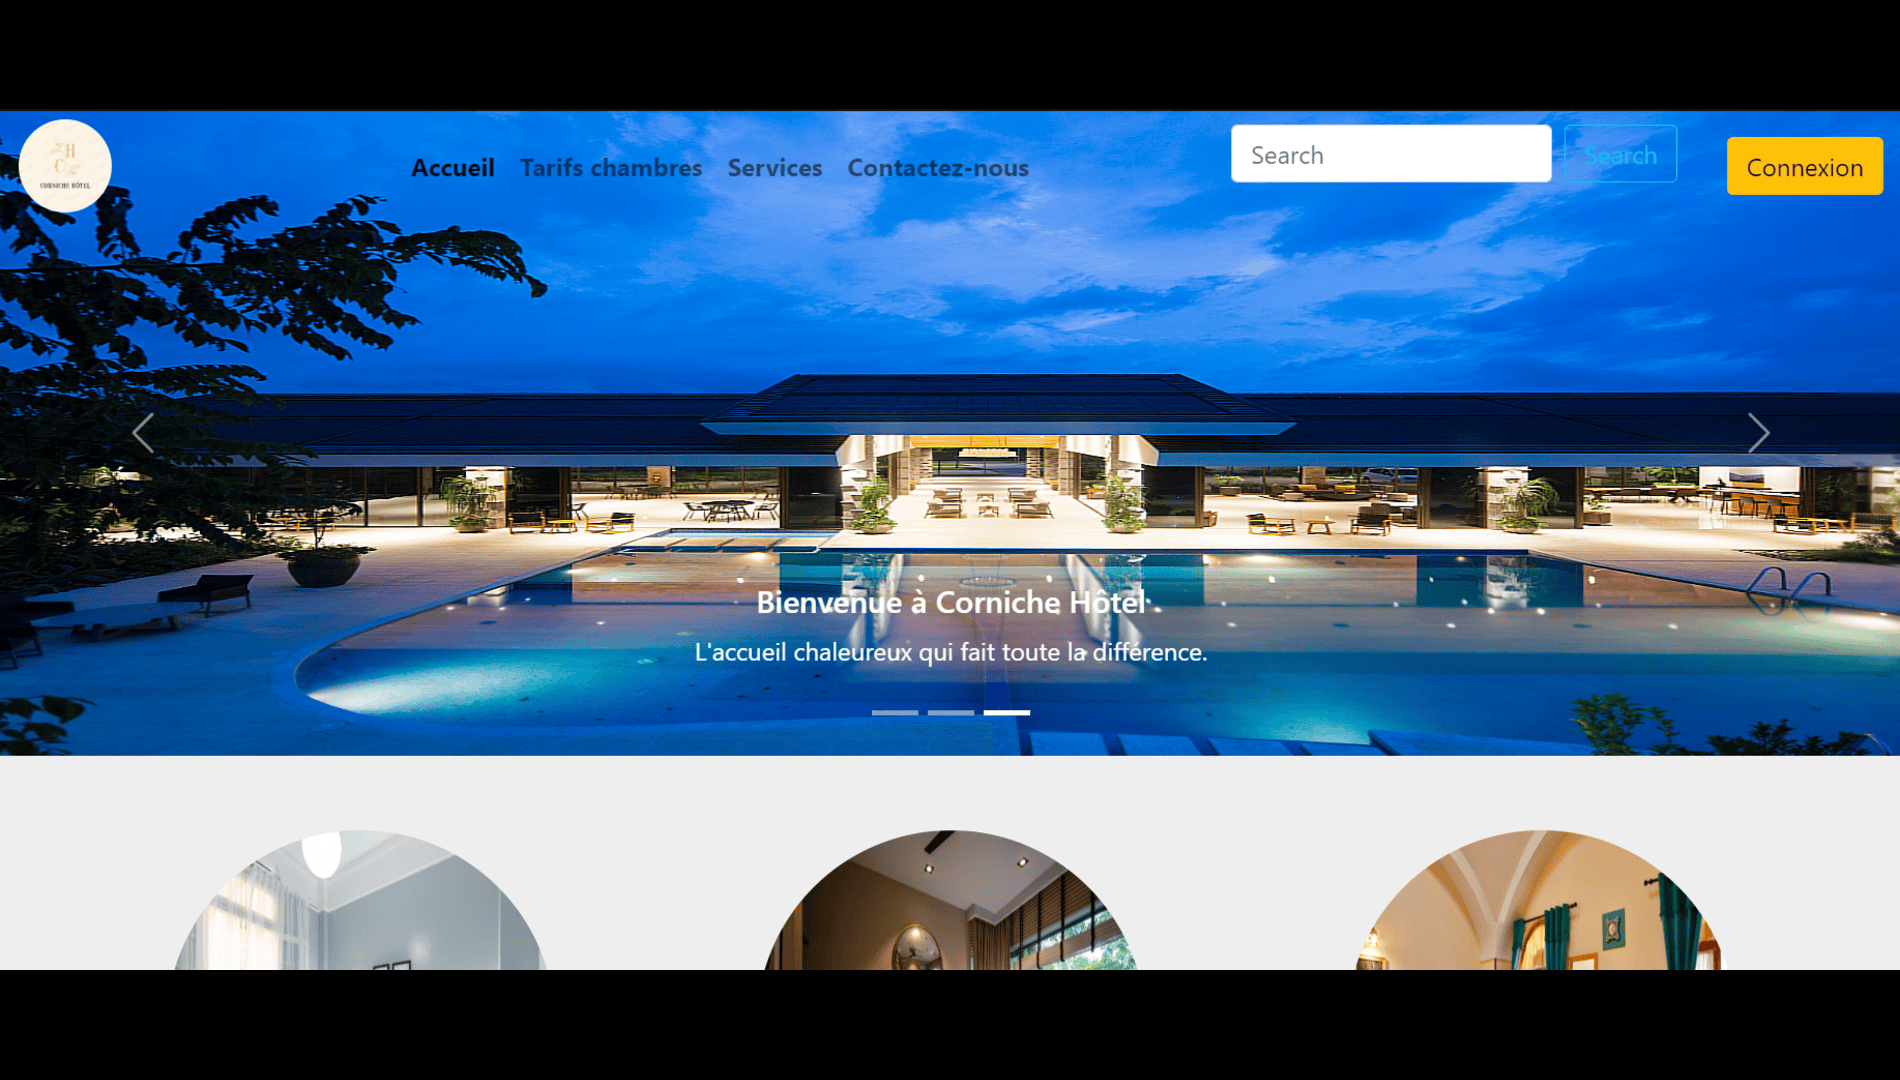 H
C
CORNICHE HÔTEL
Accueil Tarifs chambres Services Contactez-nous
Search Search
Connexion
Bienvenue à Corniche Hôtel
L'accueil chaleureux qui fait toute la différence.